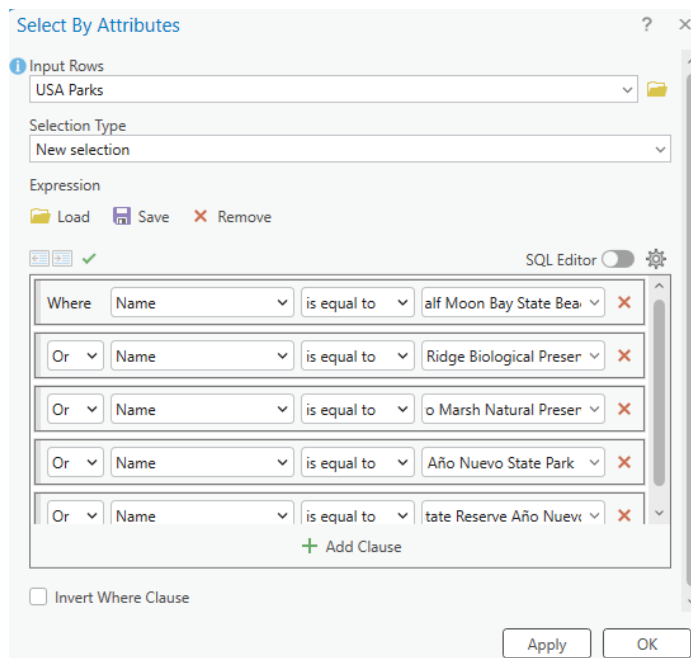 Select By Attributes ? ×
Input Rows
USA Parks
Selection Type
New selection
Expression
Load Save Remove
SQL Editor
Where Name is equal to alf Moon Bay State Bea
Or Name is equal to Ridge Biological Preser
Or Name is equal to o Marsh Natural Preser
Or Name is equal to Año Nuevo State Park
Or Name is equal to tate Reserve Año Nuevo
+ Add Clause
Invert Where Clause
Apply OK